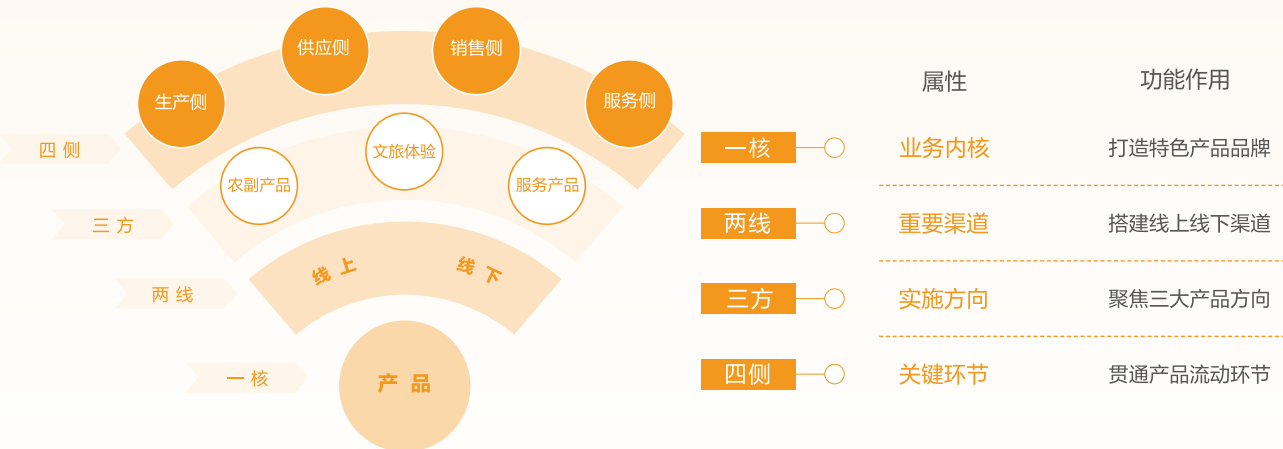 供应侧
销售侧
生产侧
服务侧
四侧
文旅体验
农副产品
服务产品
三方
线上
线下
两线
产品
一核
属性
功能作用
一核
业务内核
打造特色产品品牌
两线
重要渠道
搭建线上线下渠道
三方
实施方向
聚焦三大产品方向
四侧
关键环节
贯通产品流动环节